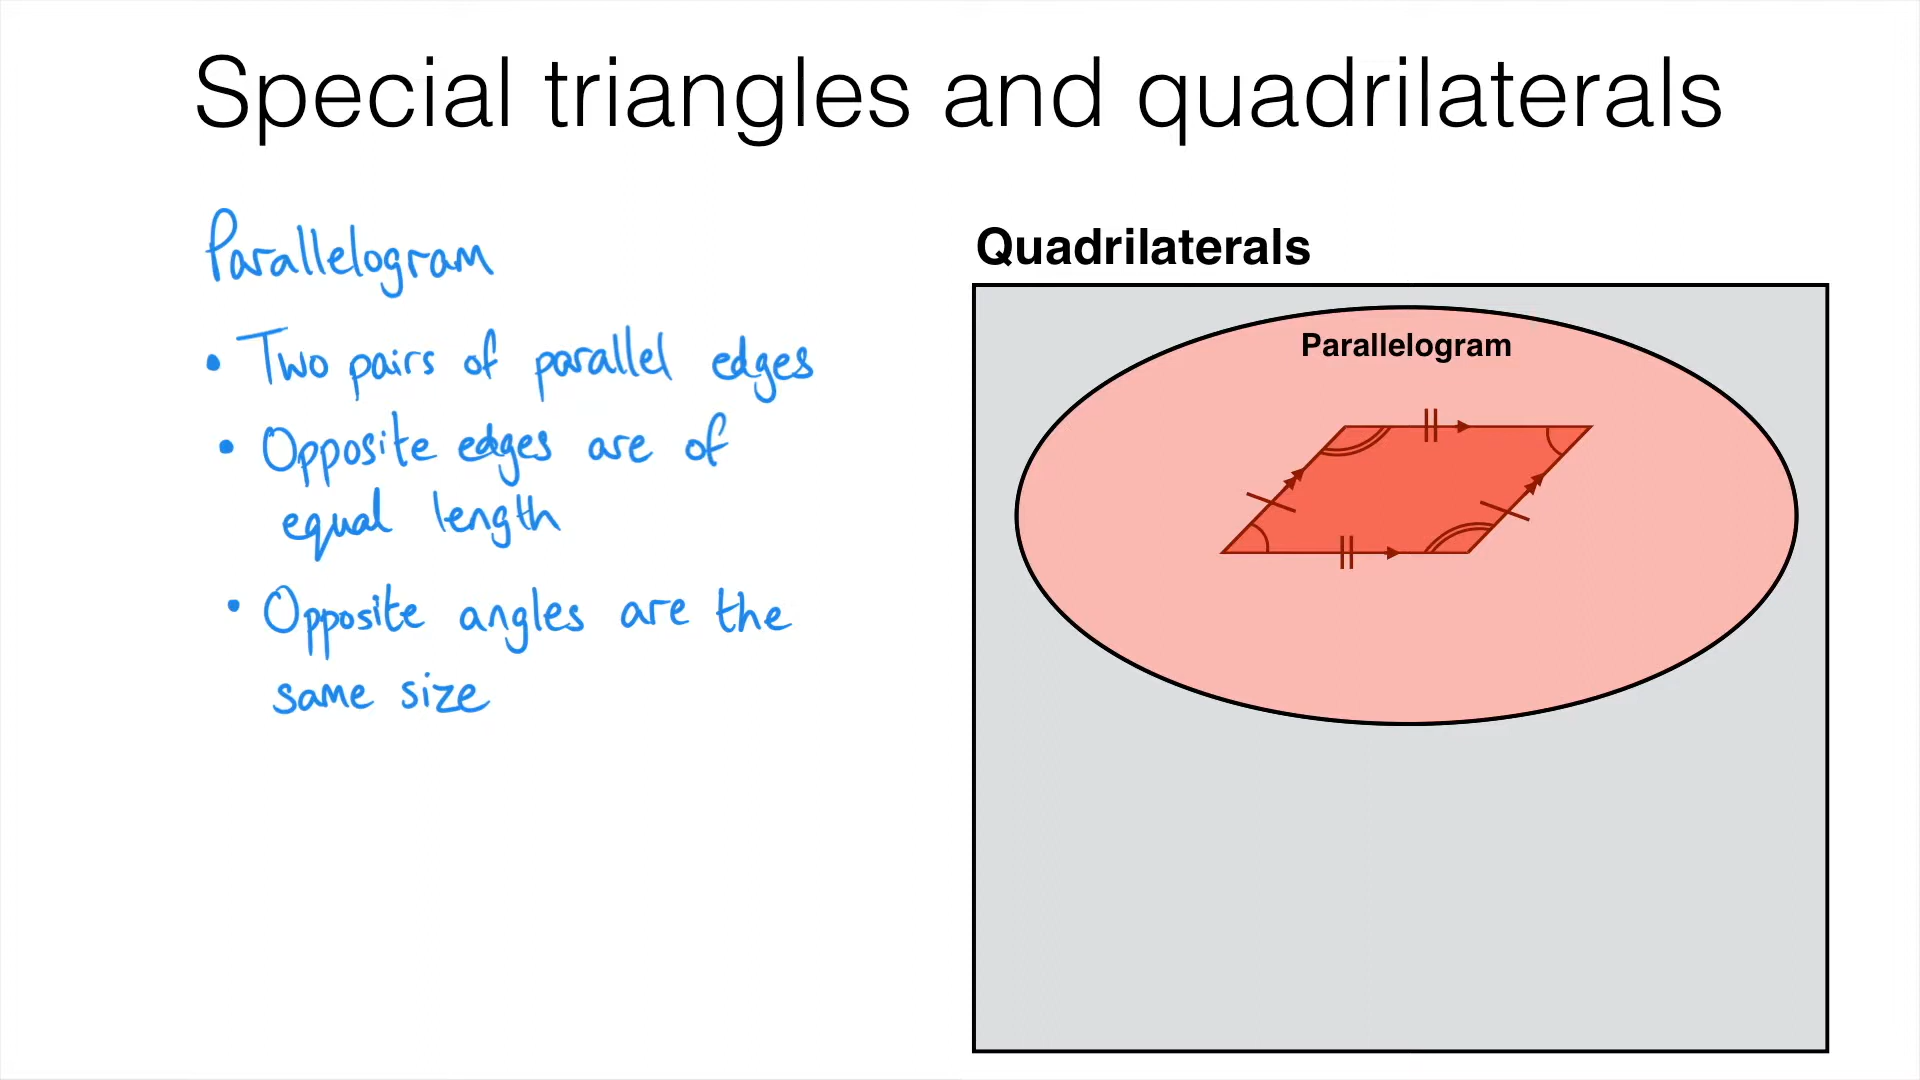 Special triangles and quadrilaterals
Parallelogram
• Two pairs of parallel edges
• Opposite edges are of
equal length
• Opposite angles are the
same size
Quadrilaterals
Parallelogram